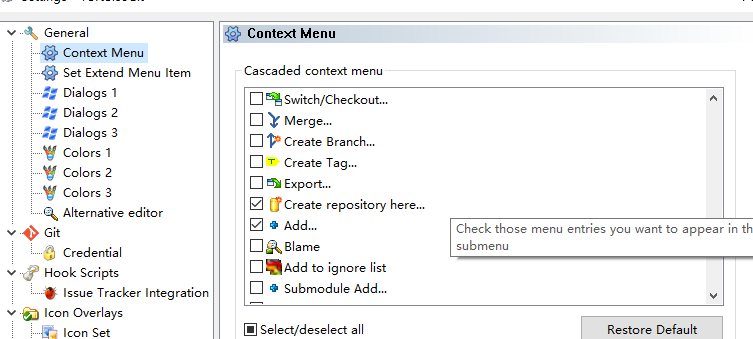 General
Context Menu
Set Extend Menu Item
Dialogs 1
Dialogs 2
Dialogs 3
Colors 1
Colors 2
Colors 3
Alternative editor
Git
Credential
Hook Scripts
Issue Tracker Integration
Icon Overlays
Icon Set
Context Menu
Cascaded context menu
Switch/Checkout...
Merge...
Create Branch...
Create Tag...
Export...
Create repository here...
Add...
Blame
Add to ignore list
Submodule Add...
Check those menu entries you want to appear in th
submenu
Select/deselect all
Restore Default